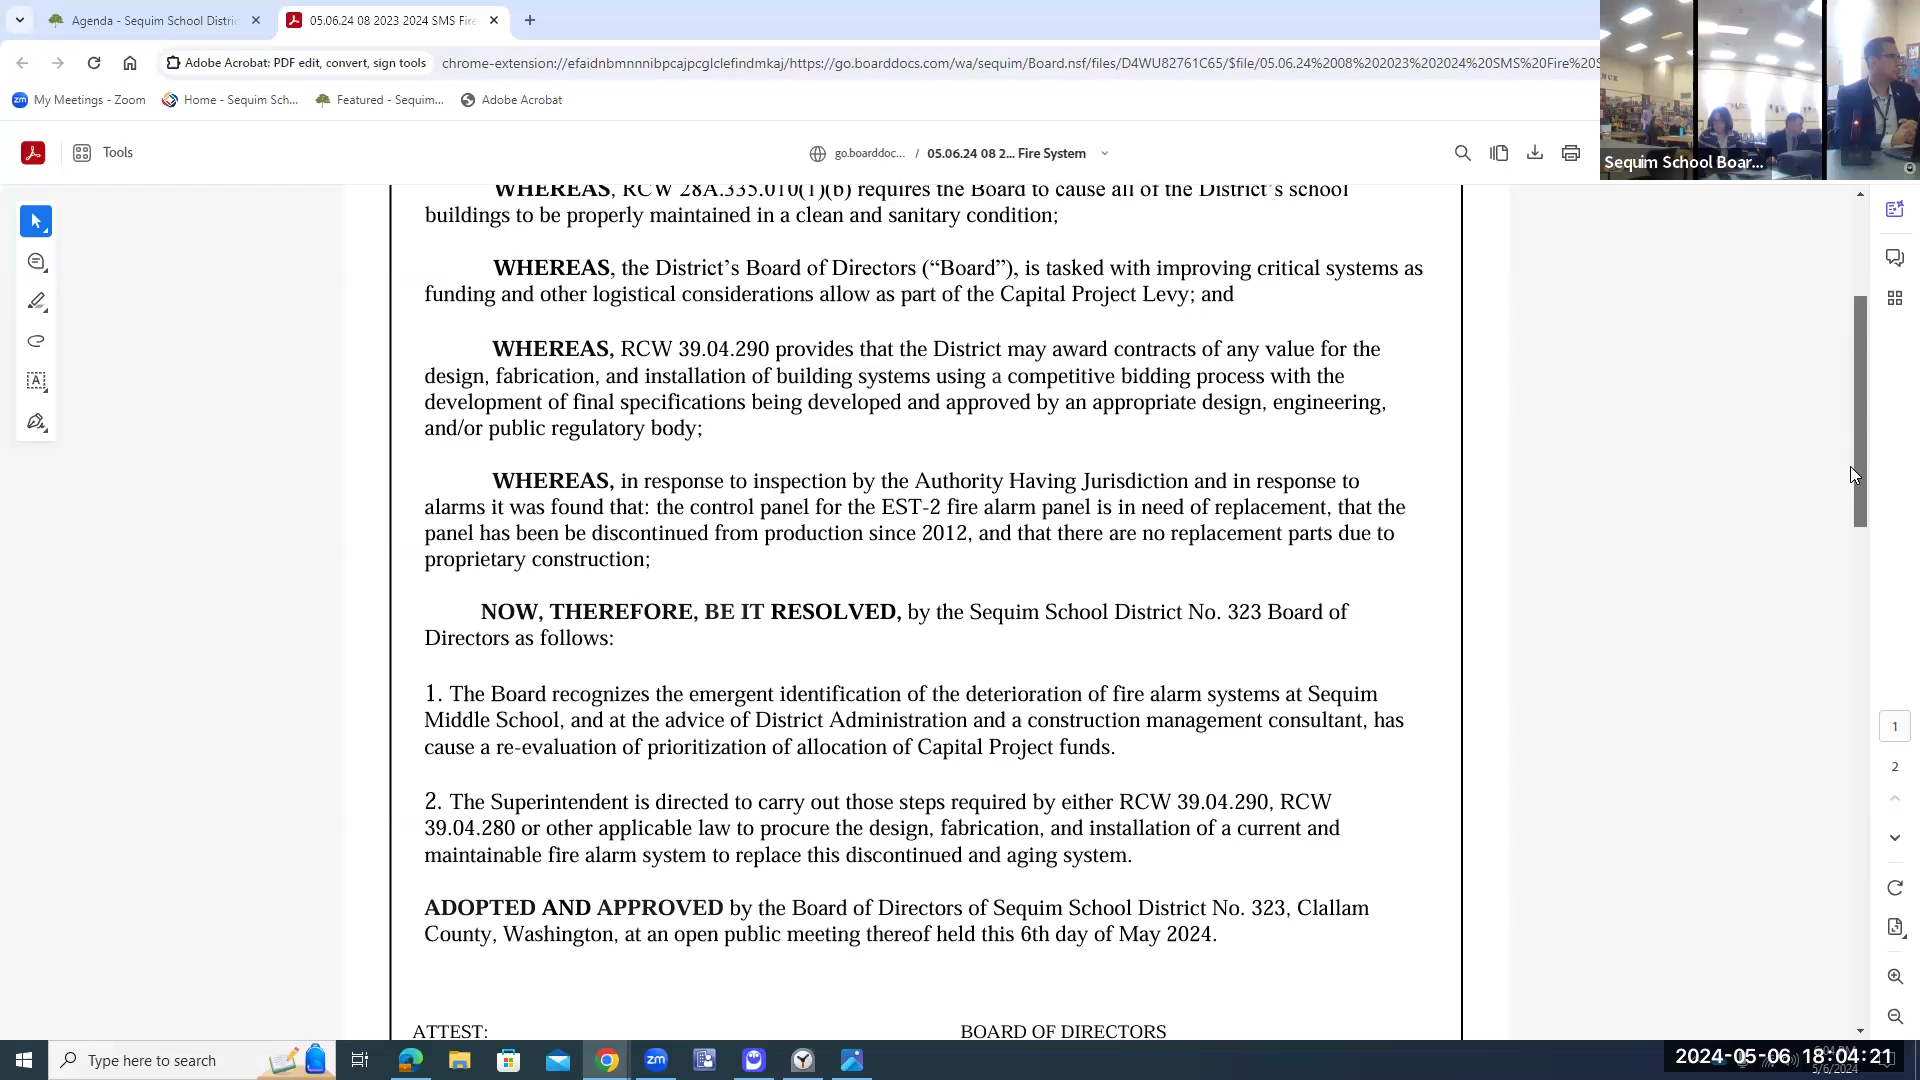 Agenda - Sequim School Distric
05.06.24 08 2023 2024 SMS Fire
Adobe Acrobat: PDF edit, convert, sign tools
chrome-extension://efaidnbmnnnibpcajpcglclefindmkaj/https://go.boarddocs.com/wa/sequim/Board.nsf/files/D4WU82761C65/$file/05.06.24%2008%202023%202024%20SMS%20Fire%20S
My Meetings - Zoom
Home - Sequim Sch...
Featured - Sequim...
Adobe Acrobat
Tools
go.boarddoc... / 05.06.24 08 2... Fire System
Sequim School Boar...
WHEREAS, RCW 28A.335.010(1)(b) requires the Board to cause all of the District's school
buildings to be properly maintained in a clean and sanitary condition;
WHEREAS, the District's Board of Directors (“Board”), is tasked with improving critical systems as
funding and other logistical considerations allow as part of the Capital Project Levy; and
WHEREAS, RCW 39.04.290 provides that the District may award contracts of any value for the
design, fabrication, and installation of building systems using a competitive bidding process with the
development of final specifications being developed and approved by an appropriate design, engineering,
and/or public regulatory body;
WHEREAS, in response to inspection by the Authority Having Jurisdiction and in response to
alarms it was found that: the control panel for the EST-2 fire alarm panel is in need of replacement, that the
panel has been be discontinued from production since 2012, and that there are no replacement parts due to
proprietary construction;
NOW, THEREFORE, BE IT RESOLVED, by the Sequim School District No. 323 Board of
Directors as follows:
1. The Board recognizes the emergent identification of the deterioration of fire alarm systems at Sequim
Middle School, and at the advice of District Administration and a construction management consultant, has
cause a re-evaluation of prioritization of allocation of Capital Project funds.
2. The Superintendent is directed to carry out those steps required by either RCW 39.04.290, RCW
39.04.280 or other applicable law to procure the design, fabrication, and installation of a current and
maintainable fire alarm system to replace this discontinued and aging system.
ADOPTED AND APPROVED by the Board of Directors of Sequim School District No. 323, Clallam
County, Washington, at an open public meeting thereof held this 6th day of May 2024.
ATTEST:
BOARD OF DIRECTORS
1
2
Type here to search
zm
2024-05-06 18:04:21
5/6/2024